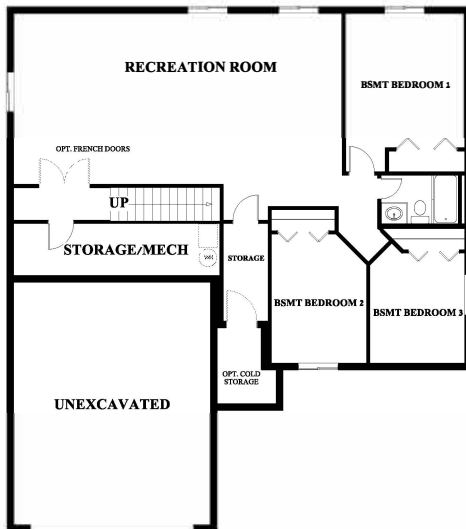 RECREATION ROOM
BSMT BEDROOM 1
OPT. FRENCH DOORS
UP
STORAGE/MECH
STORAGE
WH
BSMT BEDROOM 2
BSMT BEDROOM 3
OPT. COLD
STORAGE
UNEXCAVATED